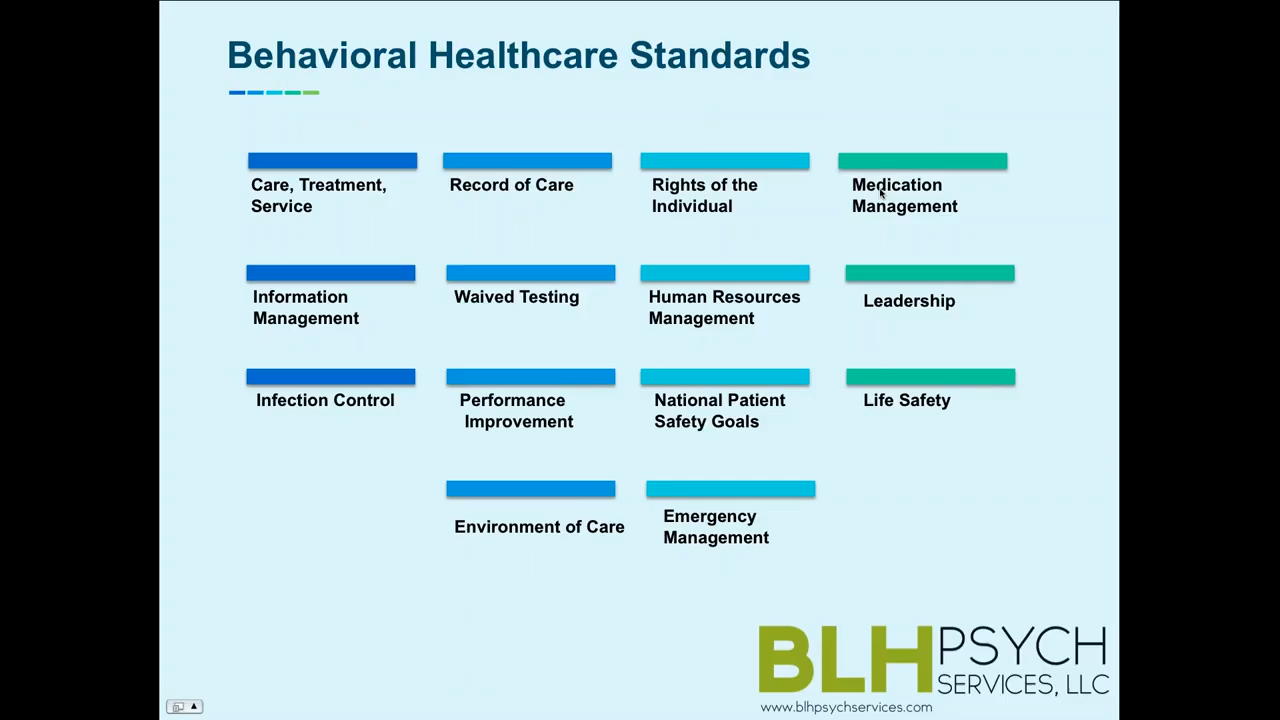 Behavioral Healthcare Standards
Care, Treatment,
Service
Record of Care
Rights of the
Individual
Medication
Management
Information
Management
Waived Testing
Human Resources
Management
Leadership
Infection Control
Performance
Improvement
National Patient
Safety Goals
Life Safety
Environment of Care
Emergency
Management
BLH PSYCH
SERVICES, LLC
www.blhpsychservices.com